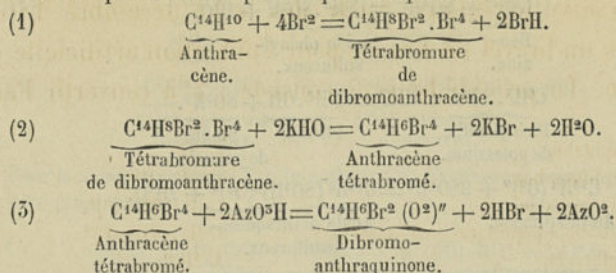 (1) C¹⁴H¹⁰ + 4Br² = C¹⁴H⁸Br².Br⁴ + 2BrH.
Anthra- Tétrabromure
cène. de
dibromoanthracène.
(2) C¹⁴H⁸Br².Br⁴ + 2KHO = C¹⁴H⁶Br⁴ + 2KBr + 2H²O.
Tétrabromure Anthracène
de dibromoanthracène. tétrabromé.
(3) C¹⁴H⁶Br⁴ + 2AzO³H = C¹⁴H⁶Br² (O²)″ + 2HBr + 2AzO².
Anthracène Dibromo-
tétrabromé. anthraquinone.